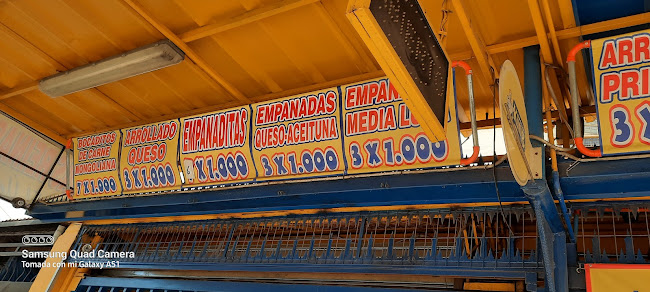 BOCADITOS
DE CARNE
MONGOLIANA
7 X 1.000
ARROLLADO
QUESO
3 X 1.000
EMPANADITAS
X 1.000
EMPANADAS
QUESO-ACEITUNA
3 X 1.000
EMPAN
MEDIA L
3 X 1.000
ARRO
PRI
3 X
SAMSUNG QUAD CAMERA
Tomada con mi Galaxy A51